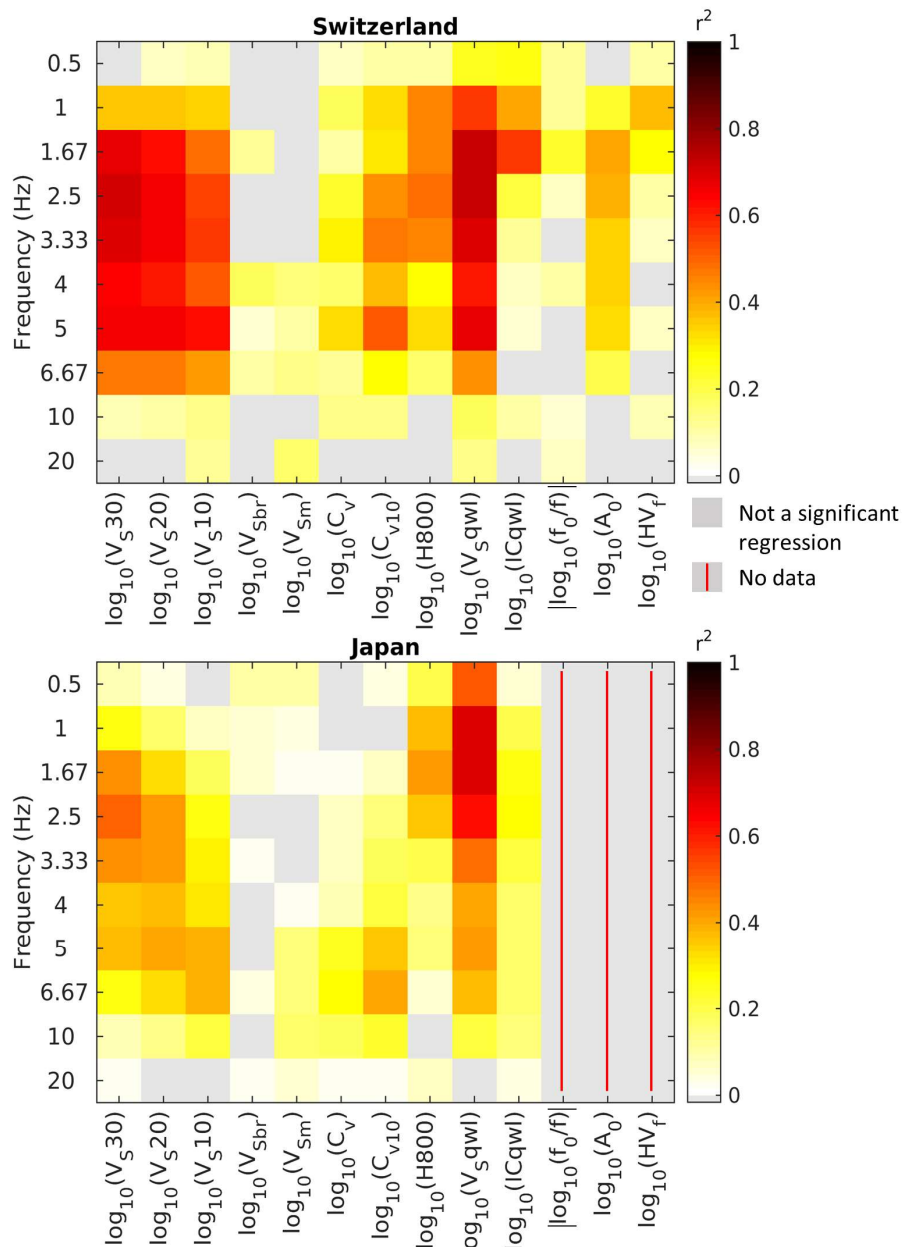 Switzerland
r²
Frequency (Hz)
0.5
1
1.67
2.5
3.33
4
5
6.67
10
20
1
0.8
0.6
0.4
0.2
0
log₁₀(V_S30)
log₁₀(V_S20)
log₁₀(V_S10)
log₁₀(V_Sbr)
log₁₀(V_Sm)
log₁₀(C_v)
log₁₀(C_v10)
log₁₀(H800)
log₁₀(V_Sqwl)
log₁₀(ICqwl)
|log₁₀(f₀/f)|
log₁₀(A₀)
log₁₀(HV_f)
Not a significant
regression
No data
Japan
r²
Frequency (Hz)
0.5
1
1.67
2.5
3.33
4
5
6.67
10
20
1
0.8
0.6
0.4
0.2
0
log₁₀(V_S30)
log₁₀(V_S20)
log₁₀(V_S10)
log₁₀(V_Sbr)
log₁₀(V_Sm)
log₁₀(C_v)
log₁₀(C_v10)
log₁₀(H800)
log₁₀(V_Sqwl)
log₁₀(ICqwl)
|log₁₀(f₀/f)|
log₁₀(A₀)
log₁₀(HV_f)